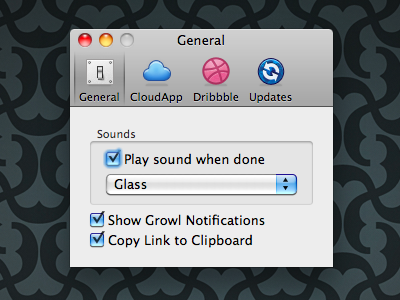 General
General CloudApp Dribbble Updates
Sounds
Play sound when done
Glass
Show Growl Notifications
Copy Link to Clipboard